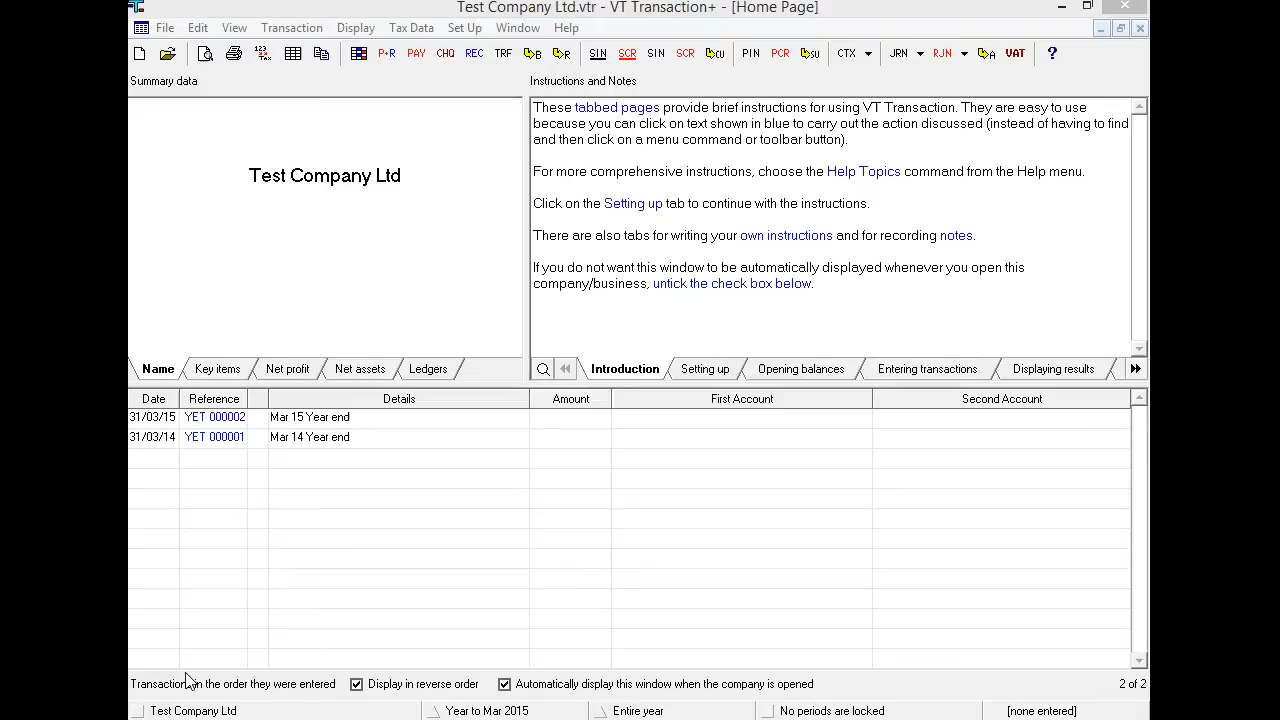 Test Company Ltd.vtr - VT Transaction+ - [Home Page]
File Edit View Transaction Display Tax Data Set Up Window Help
P+R PAY CHQ REC TRF B R SIN SCR SIN SCR CU PIN PCR SU CTX JRN RJN A VAT ?
Summary data
Instructions and Notes
Test Company Ltd
These tabbed pages provide brief instructions for using VT Transaction. They are easy to use
because you can click on text shown in blue to carry out the action discussed (instead of having to find
and then click on a menu command or toolbar button).
For more comprehensive instructions, choose the Help Topics command from the Help menu.
Click on the Setting up tab to continue with the instructions.
There are also tabs for writing your own instructions and for recording notes.
If you do not want this window to be automatically displayed whenever you open this
company/business, untick the check box below.
Name Key items Net profit Net assets Ledgers
Introduction Setting up Opening balances Entering transactions Displaying results
Date Reference Details Amount First Account Second Account
31/03/15 YET 000002 Mar 15 Year end
31/03/14 YET 000001 Mar 14 Year end
Transactions in the order they were entered Display in reverse order Automatically display this window when the company is opened 2 of 2
Test Company Ltd Year to Mar 2015 Entire year No periods are locked [none entered]